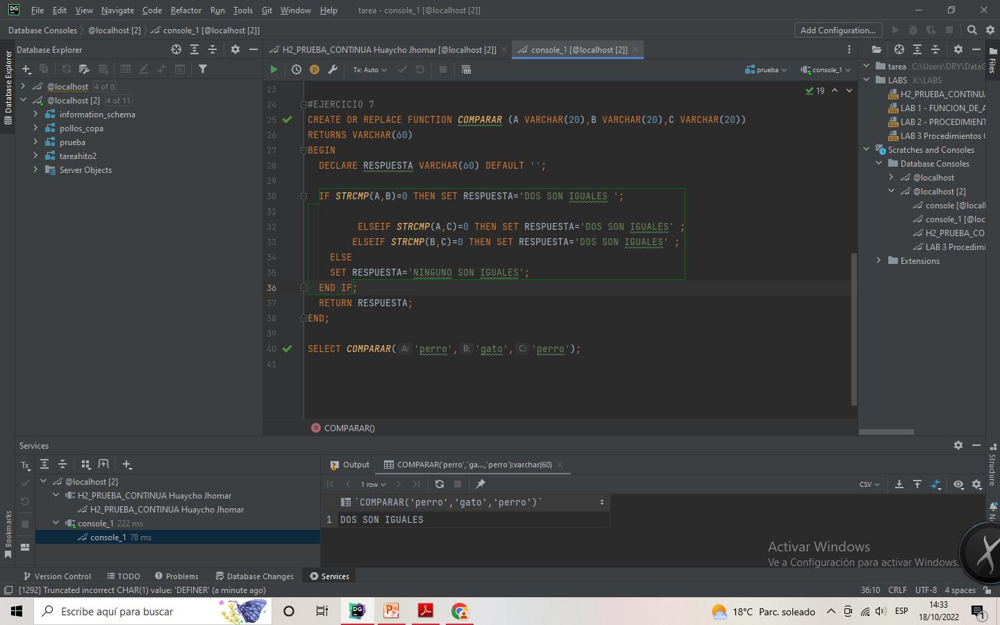 DG File Edit View Navigate Code Refactor Run Tools Git Window Help tarea - console_1 [@localhost [2]]
Database Consoles @localhost [2] console_1 [@localhost [2]] Add Configuration...
Database Explorer
Database Explorer
@localhost 4 of 8
@localhost [2] 4 of 11
information_schema
pollos_copa
prueba
tareahito2
Server Objects
H2_PRUEBA_CONTINUA Huaycho Jhomar [@localhost [2]] console_1 [@localhost [2]]
Tx: Auto prueba console_1
19
23
24 #EJERCICIO 7
25 CREATE OR REPLACE FUNCTION COMPARAR (A VARCHAR(20),B VARCHAR(20),C VARCHAR(20))
26 RETURNS VARCHAR(60)
27 BEGIN
28 DECLARE RESPUESTA VARCHAR(60) DEFAULT '';
29
30 IF STRCMP(A,B)=0 THEN SET RESPUESTA='DOS SON IGUALES ';
31
32 ELSEIF STRCMP(A,C)=0 THEN SET RESPUESTA='DOS SON IGUALES' ;
33 ELSEIF STRCMP(B,C)=0 THEN SET RESPUESTA='DOS SON IGUALES' ;
34 ELSE
35 SET RESPUESTA='NINGUNO SON IGUALES';
36 END IF;
37 RETURN RESPUESTA;
38 END;
39
40 SELECT COMPARAR( A: 'perro', B: 'gato', C: 'perro');
41
R COMPARAR()
Files
tarea C:\Users\DRY\DataG
LABS X:\LABS
H2_PRUEBA_CONTINUA
LAB 1 - FUNCION_DE_A
LAB 2 - PROCEDIMIENT
LAB 3 Procedimientos
Scratches and Consoles
Database Consoles
@localhost
@localhost [2]
console [@local
console_1 [@loc
H2_PRUEBA_CO
LAB 3 Procedimi
Extensions
Structure
Services
Tx
@localhost [2]
H2_PRUEBA_CONTINUA Huaycho Jhomar
H2_PRUEBA_CONTINUA Huaycho Jhomar
console_1 222 ms
console_1 78 ms
Bookmarks
Output COMPARAR('perro','ga...,'perro'):varchar(60)
1 row CSV
`COMPARAR('perro','gato','perro')`
1 DOS SON IGUALES
Activar Windows
Ve a Configuración para activar Windows.
Version Control TODO Problems Database Changes Services
[1292] Truncated incorrect CHAR(1) value: 'DEFINER' (a minute ago) 36:10 CRLF UTF-8 4 spaces
Escribe aquí para buscar DG 18°C Parc. soleado ESP 14:33
18/10/2022
1